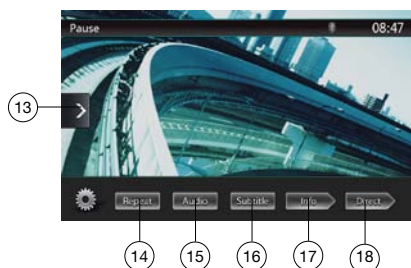 Pause 08:47
13 >
Repeat Audio Subtitle Info Direct
14 15 16 17 18